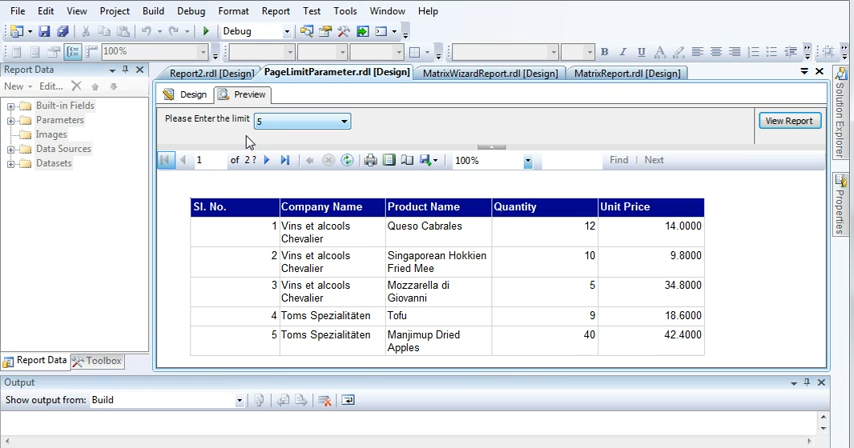 File Edit View Project Build Debug Format Report Test Tools Window Help
Debug
100%
Report Data
Report2.rdl [Design] PageLimitParameter.rdl [Design] MatrixWizardReport.rdl [Design] MatrixReport.rdl [Design]
New Edit...
Design Preview
Built-in Fields
Parameters
Images
Data Sources
Datasets
Please Enter the limit 5 View Report
1 of 2 ? 100% Find Next
Sl. No. Company Name Product Name Quantity Unit Price
1 Vins et alcools Chevalier Queso Cabrales 12 14.0000
2 Vins et alcools Chevalier Singaporean Hokkien Fried Mee 10 9.8000
3 Vins et alcools Chevalier Mozzarella di Giovanni 5 34.8000
4 Toms Spezialitäten Tofu 9 18.6000
5 Toms Spezialitäten Manjimup Dried Apples 40 42.4000
Solution Explorer
Properties
Report Data Toolbox
Output
Show output from: Build